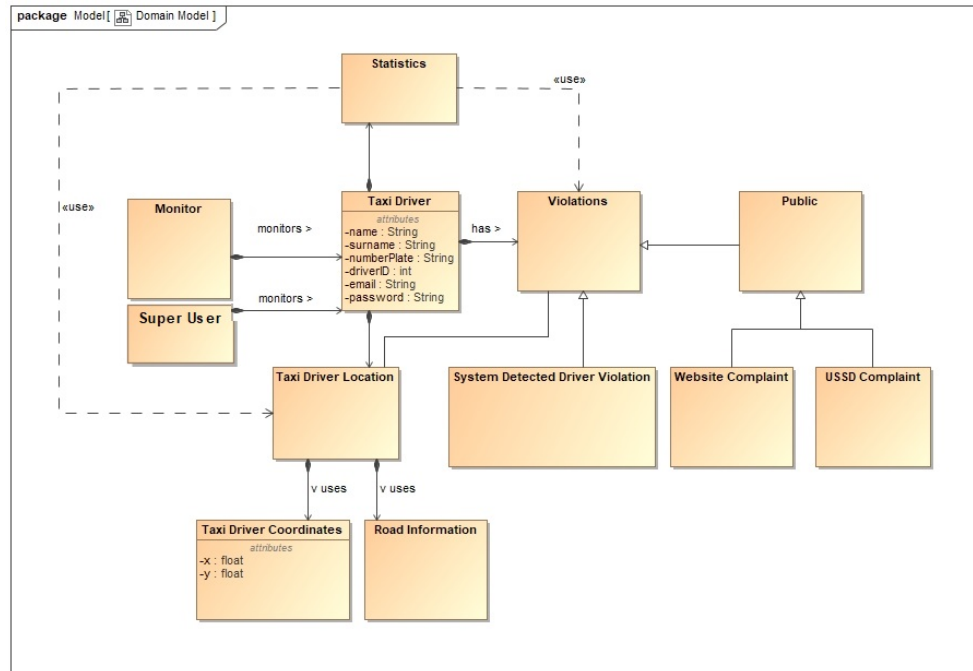 package Model[ Domain Model ]
Statistics
«use»
«use»
Monitor
monitors >
Taxi Driver
attributes
-name : String
-surname : String
-numberPlate : String
-driverID : int
-email : String
-password : String
has >
Violations
Public
Super User
monitors >
Taxi Driver Location
System Detected Driver Violation
Website Complaint
USSD Complaint
v uses
v uses
Taxi Driver Coordinates
attributes
-x : float
-y : float
Road Information